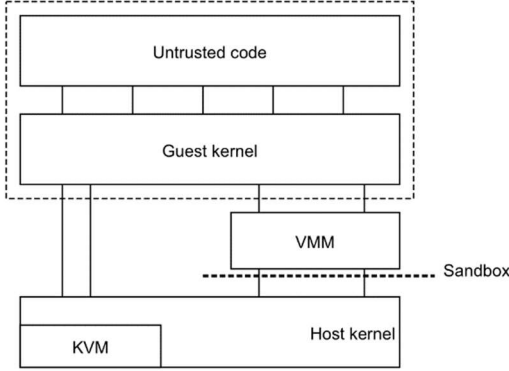 Untrusted code
Guest kernel
VMM
Sandbox
Host kernel
KVM